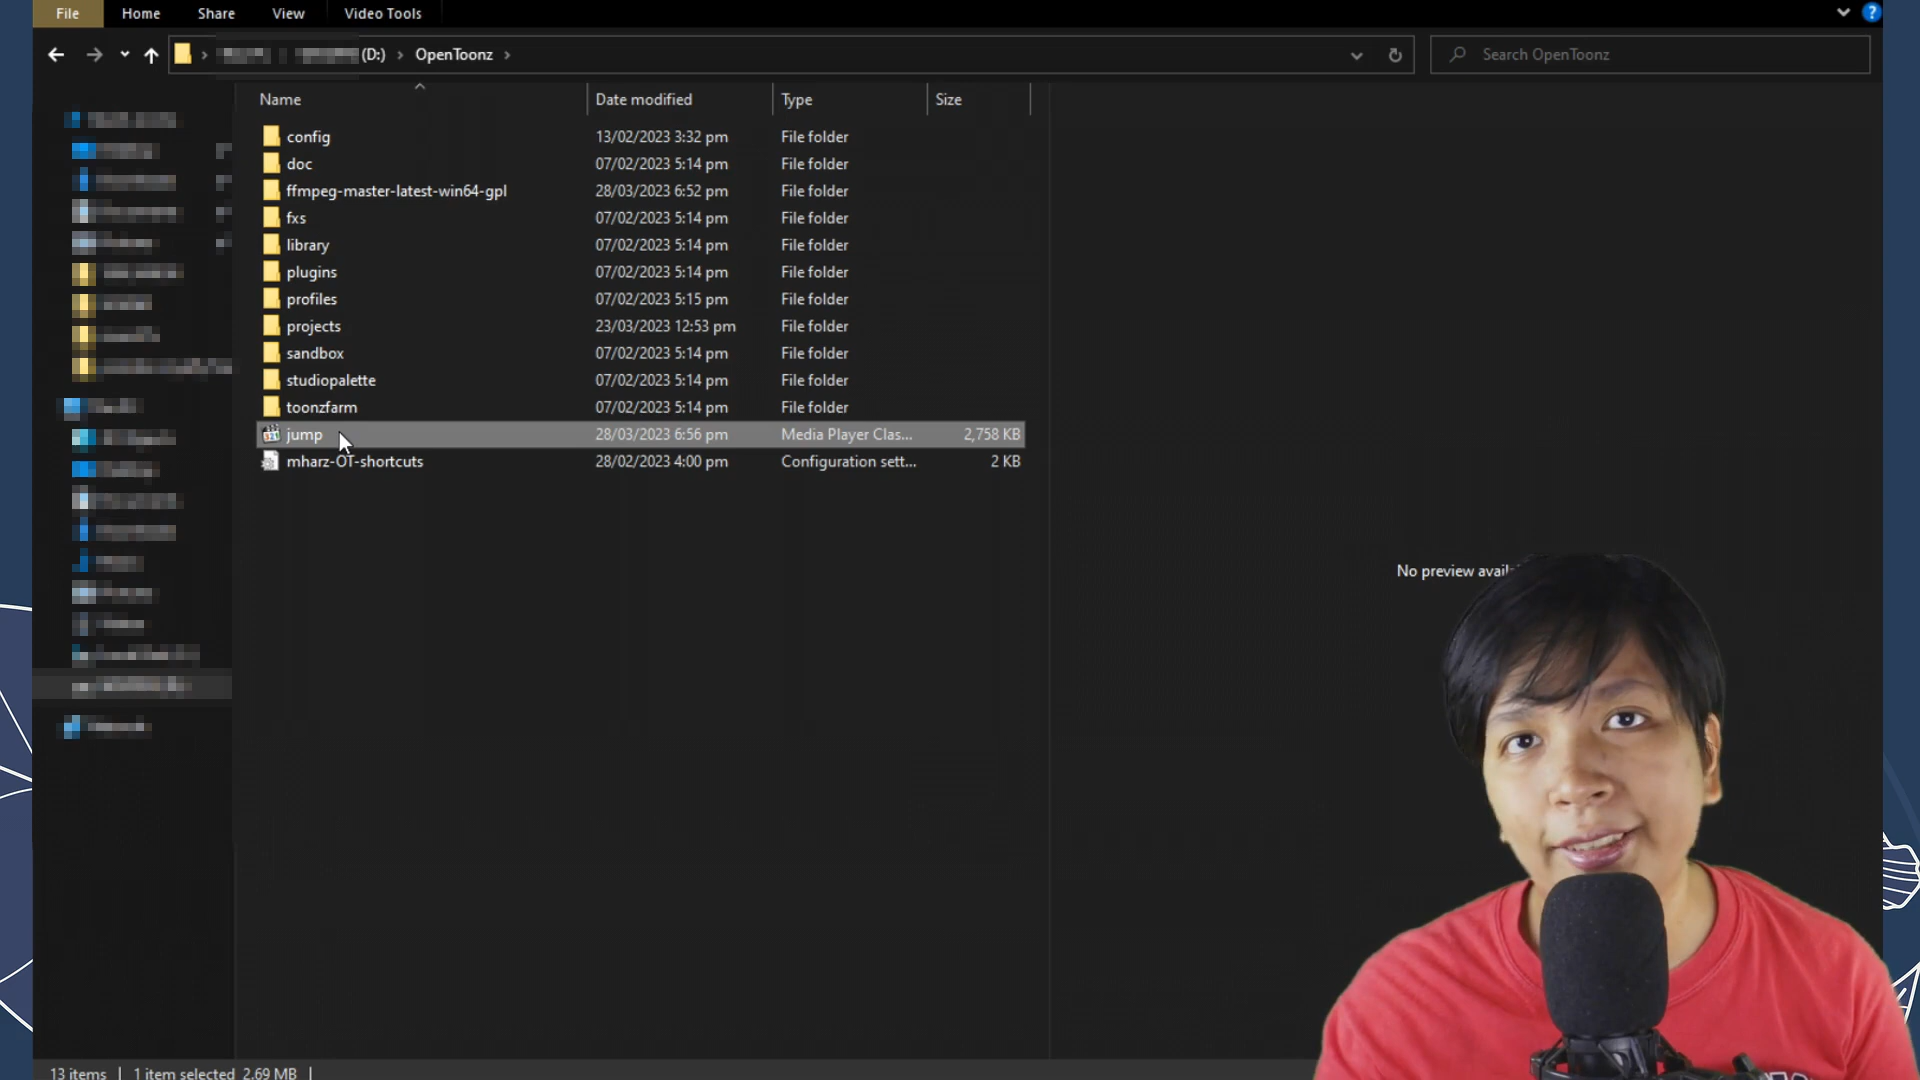 File Home Share View Video Tools
(D:) OpenToonz Search OpenToonz
Name Date modified Type Size
config 13/02/2023 3:32 pm File folder
doc 07/02/2023 5:14 pm File folder
ffmpeg-master-latest-win64-gpl 28/03/2023 6:52 pm File folder
fxs 07/02/2023 5:14 pm File folder
library 07/02/2023 5:14 pm File folder
plugins 07/02/2023 5:14 pm File folder
profiles 07/02/2023 5:15 pm File folder
projects 23/03/2023 12:53 pm File folder
sandbox 07/02/2023 5:14 pm File folder
studiopalette 07/02/2023 5:14 pm File folder
toonzfarm 07/02/2023 5:14 pm File folder
jump 28/03/2023 6:56 pm Media Player Clas... 2,758 KB
mharz-OT-shortcuts 28/02/2023 4:00 pm Configuration sett... 2 KB
No preview
13 items 1 item selected 2.69 MB